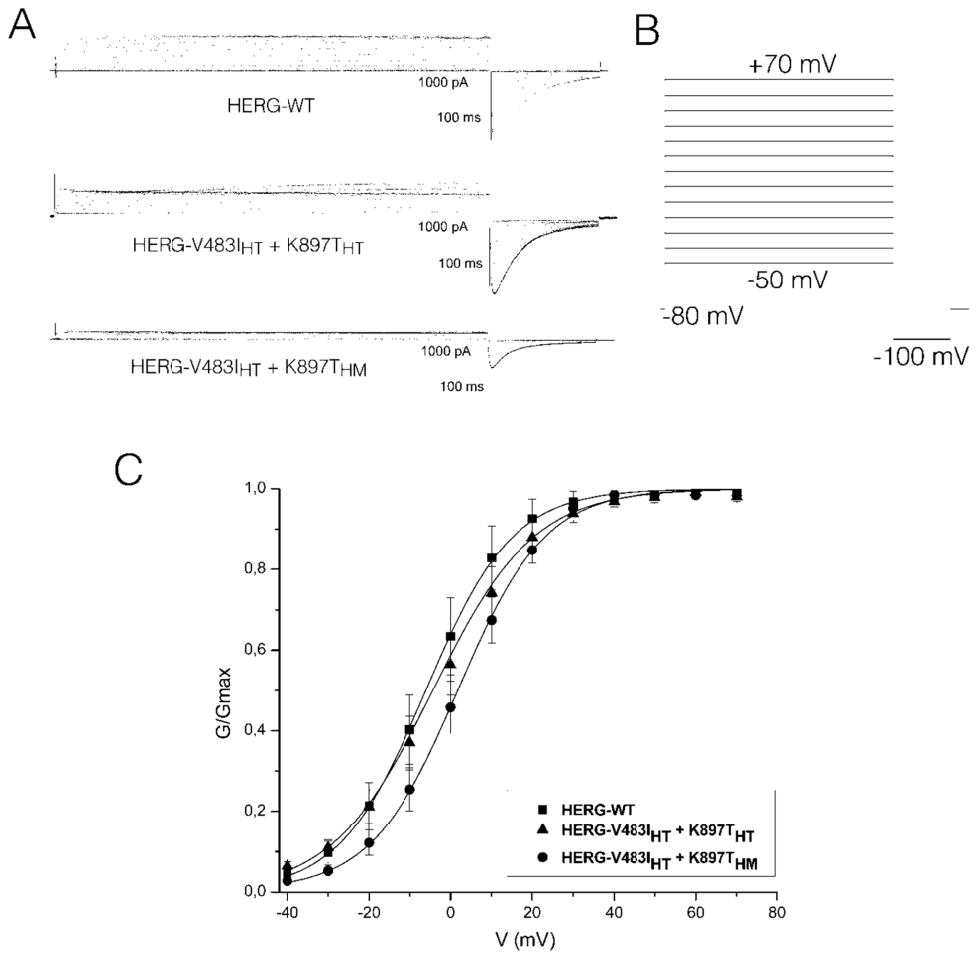 A
1000 pA
HERG-WT
100 ms
1000 pA
HERG-V483IHT + K897THT
100 ms
1000 pA
HERG-V483IHT + K897THM
100 ms
B
+70 mV
-50 mV
-80 mV
-100 mV
C
1,0
0,8
0,6
0,4
0,2
0,0
G/Gmax
-40
-20
0
20
40
60
80
V (mV)
HERG-WT
HERG-V483IHT + K897THT
HERG-V483IHT + K897THM